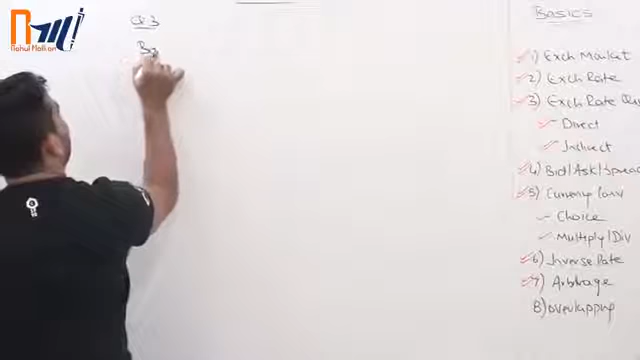 Rahul Malkan
Q 3
Ba
Basics
1) Exch Market
2) Exch Rate
3) Exch Rate Quo
Direct
Indirect
4) Bid/Ask/Spread
5) Currency Conv
Choice
Multiply/Div
6) Inverse Rate
7) Arbitrage
8) overlapping